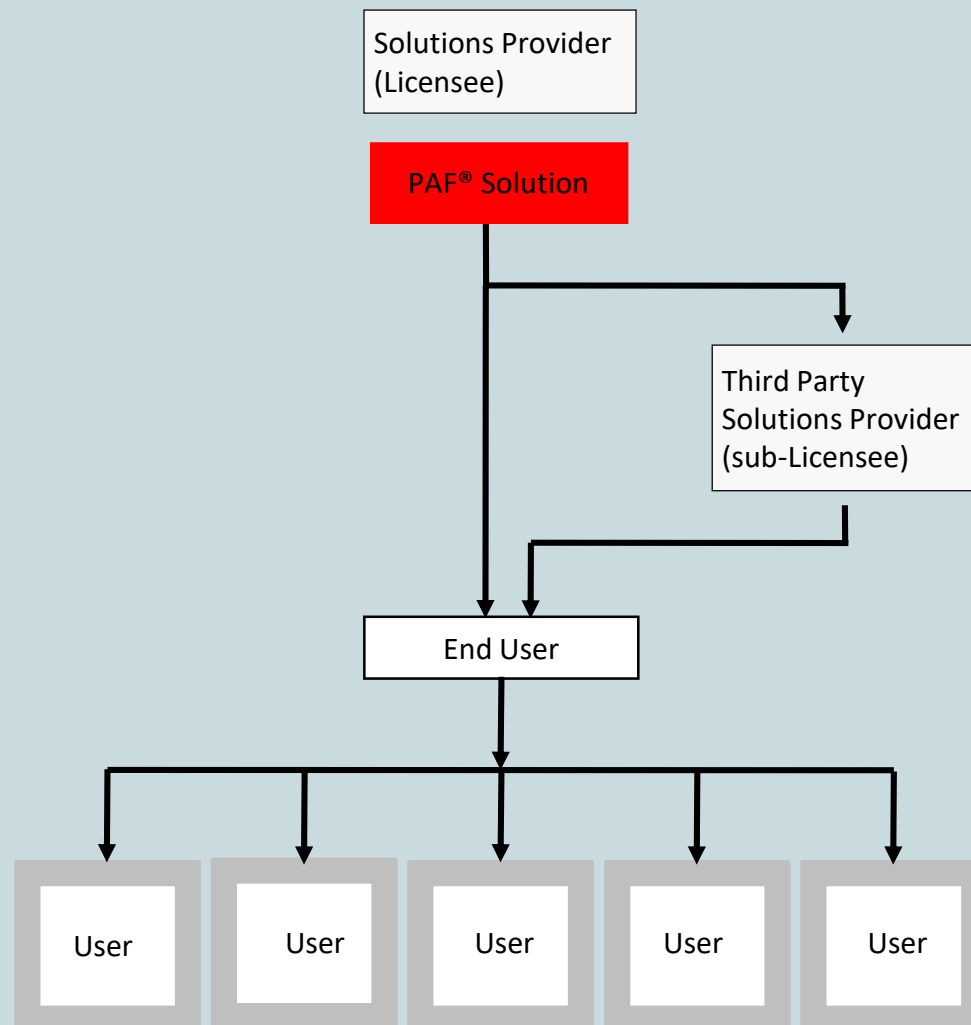 Solutions Provider
(Licensee)
PAF® Solution
Third Party
Solutions Provider
(sub-Licensee)
End User
User
User
User
User
User